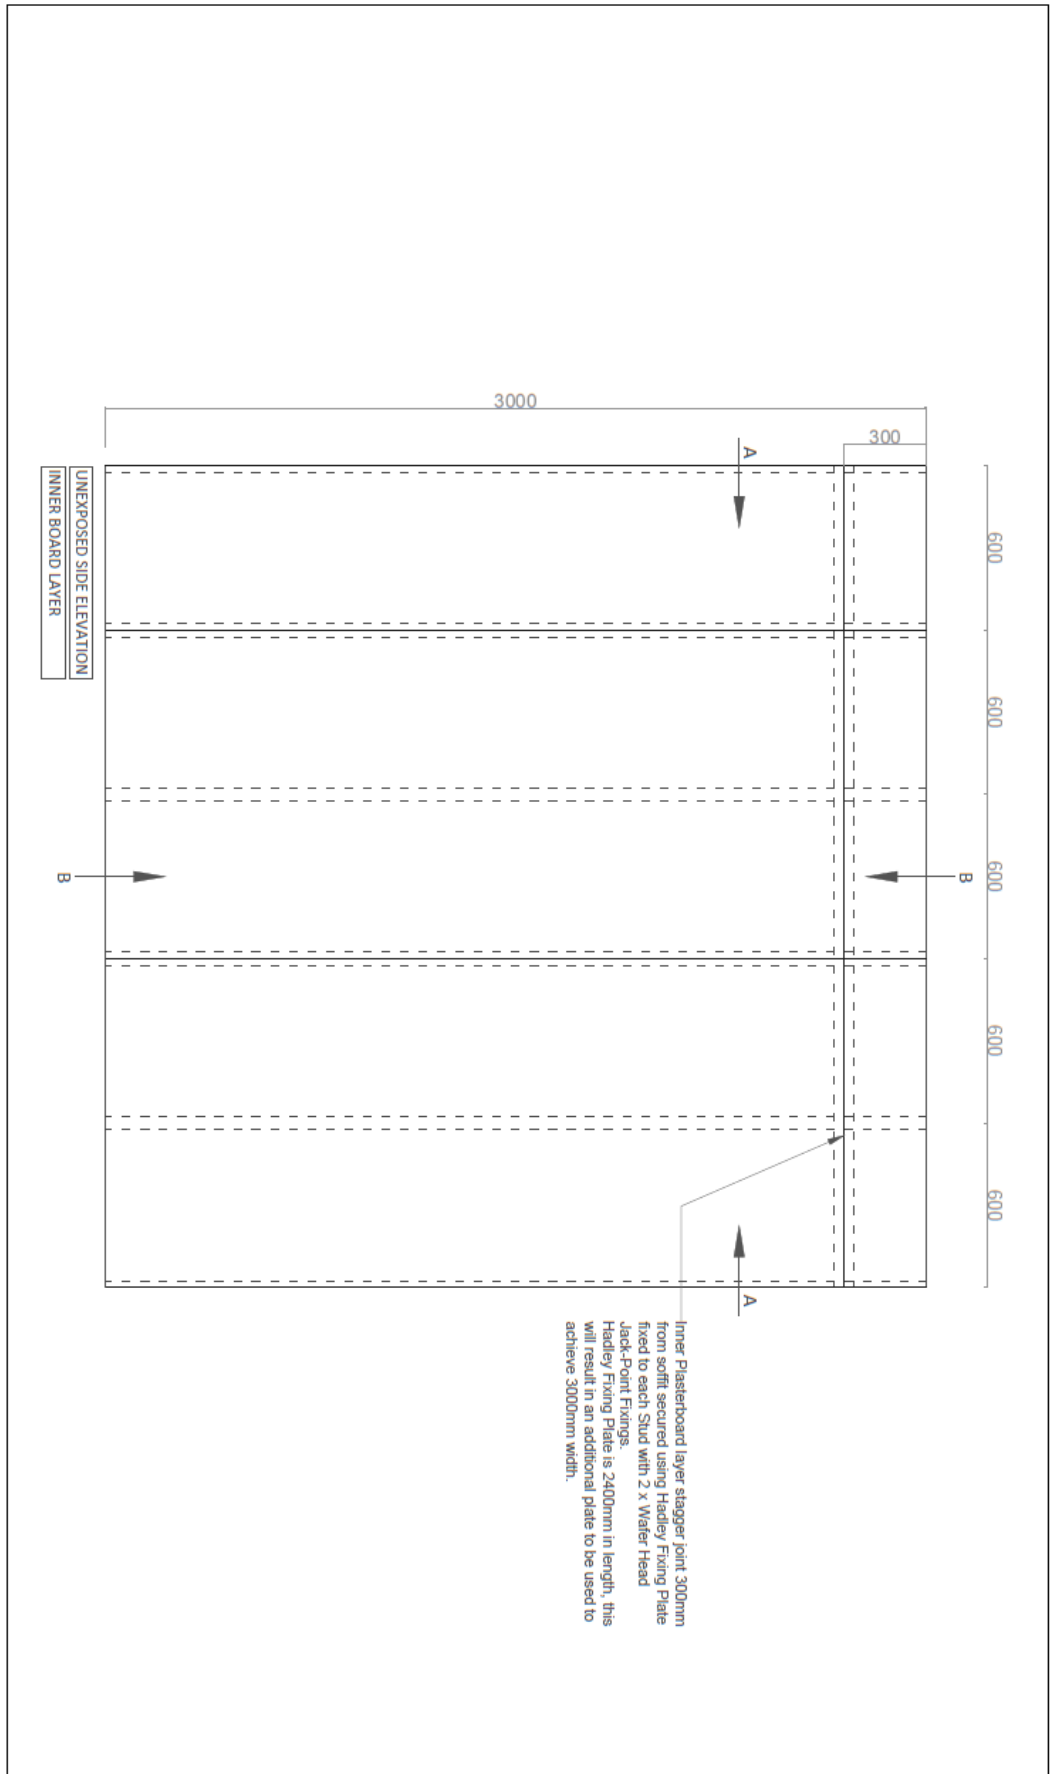 600
600
600
600
600
300
3000
A
A
B
B
Inner Plasterboard layer stagger joint 300mm
from soffit secured using Hadley Fixing Plate
fixed to each Stud with 2 x Wafer Head
Jack-Point Fixings.
Hadley Fixing Plate is 2400mm in length, this
will result in an additional plate to be used to
achieve 3000mm width.
UNEXPOSED SIDE ELEVATION
INNER BOARD LAYER